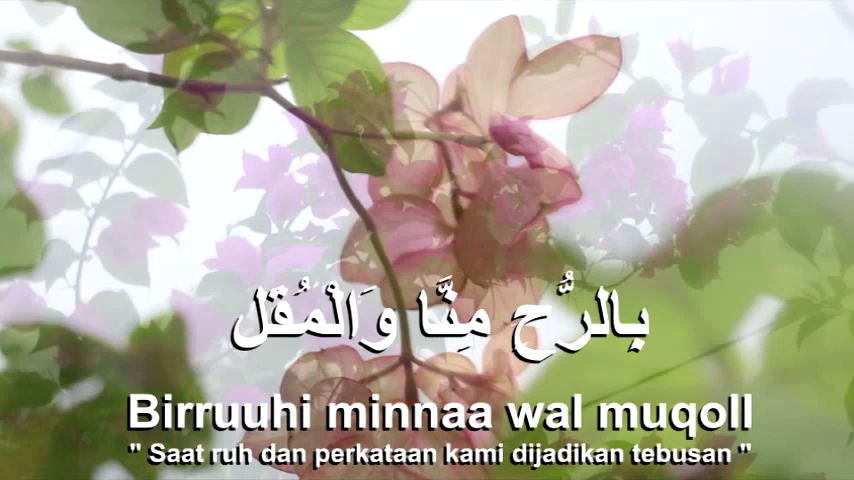 بِالرُّحِ مِنَّا وَالْمُقَل
Birruuhi minnaa wal muqoll
" Saat ruh dan perkataan kami dijadikan tebusan "